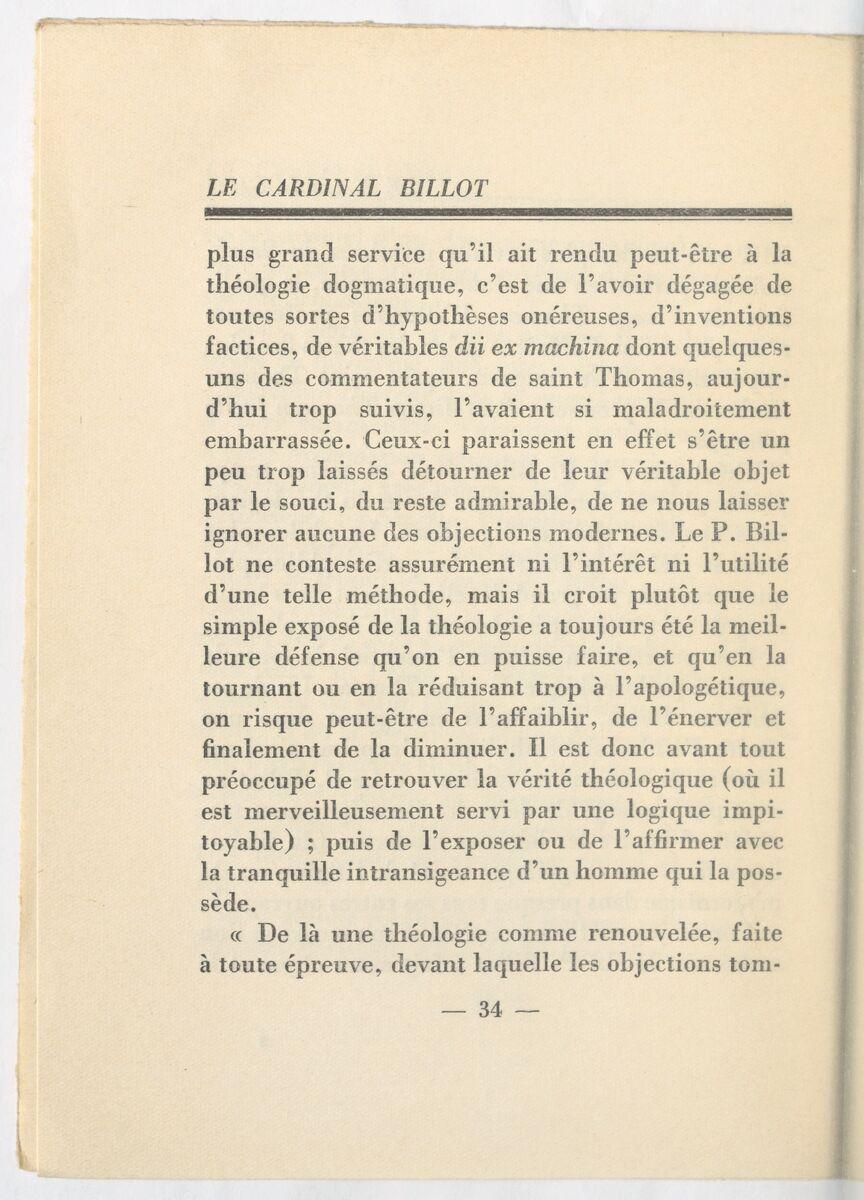 LE CARDINAL BILLOT
plus grand service qu'il ait rendu peut-être à la
théologie dogmatique, c'est de l'avoir dégagée de
toutes sortes d'hypothèses onéreuses, d'inventions
factices, de véritables dii ex machina dont quelques-
uns des commentateurs de saint Thomas, aujour-
d'hui trop suivis, l'avaient si maladroitement
embarrassée. Ceux-ci paraissent en effet s'être un
peu trop laissés détourner de leur véritable objet
par le souci, du reste admirable, de ne nous laisser
ignorer aucune des objections modernes. Le P. Bil-
lot ne conteste assurément ni l'intérêt ni l'utilité
d'une telle méthode, mais il croit plutôt que le
simple exposé de la théologie a toujours été la meil-
leure défense qu'on en puisse faire, et qu'en la
tournant ou en la réduisant trop à l'apologétique,
on risque peut-être de l'affaiblir, de l'énerver et
finalement de la diminuer. Il est donc avant tout
préoccupé de retrouver la vérité théologique (où il
est merveilleusement servi par une logique impi-
toyable) ; puis de l'exposer ou de l'affirmer avec
la tranquille intransigeance d'un homme qui la pos-
sède.
« De là une théologie comme renouvelée, faite
à toute épreuve, devant laquelle les objections tom-
— 34 —